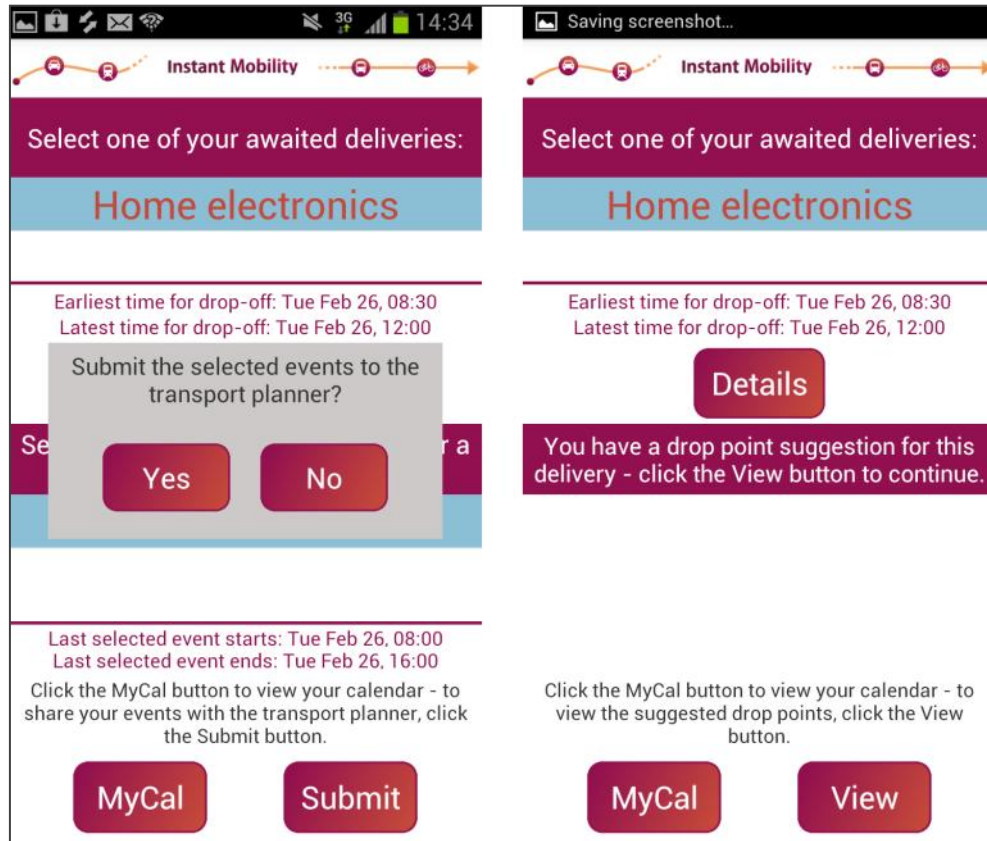 3G 14:34
Instant Mobility
Select one of your awaited deliveries:
Home electronics
Earliest time for drop-off: Tue Feb 26, 08:30
Latest time for drop-off: Tue Feb 26, 12:00
Submit the selected events to the
transport planner?
Se r a
Yes No
Last selected event starts: Tue Feb 26, 08:00
Last selected event ends: Tue Feb 26, 16:00
Click the MyCal button to view your calendar - to
share your events with the transport planner, click
the Submit button.
MyCal Submit
Saving screenshot...
Instant Mobility
Select one of your awaited deliveries:
Home electronics
Earliest time for drop-off: Tue Feb 26, 08:30
Latest time for drop-off: Tue Feb 26, 12:00
Details
You have a drop point suggestion for this
delivery - click the View button to continue.
Click the MyCal button to view your calendar - to
view the suggested drop points, click the View
button.
MyCal View